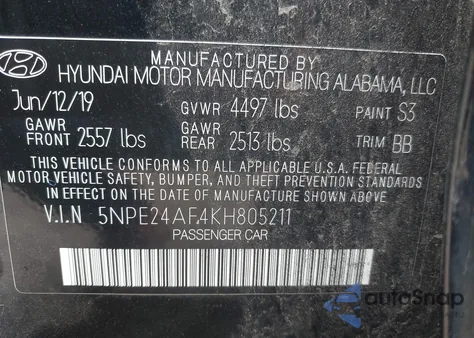 MANUFACTURED BY
HYUNDAI MOTOR MANUFACTURING ALABAMA, LLC
Jun/12/19 GVWR 4497 lbs PAINT S3
GAWR FRONT 2557 lbs GAWR REAR 2513 lbs TRIM BB
THIS VEHICLE CONFORMS TO ALL APPLICABLE U.S.A. FEDERAL
MOTOR VEHICLE SAFETY, BUMPER, AND THEFT PREVENTION STANDARDS
IN EFFECT ON THE DATE OF MANUFACTURE SHOWN ABOVE.
V.I.N 5NPE24AF4KH805211
PASSENGER CAR
autoSnap